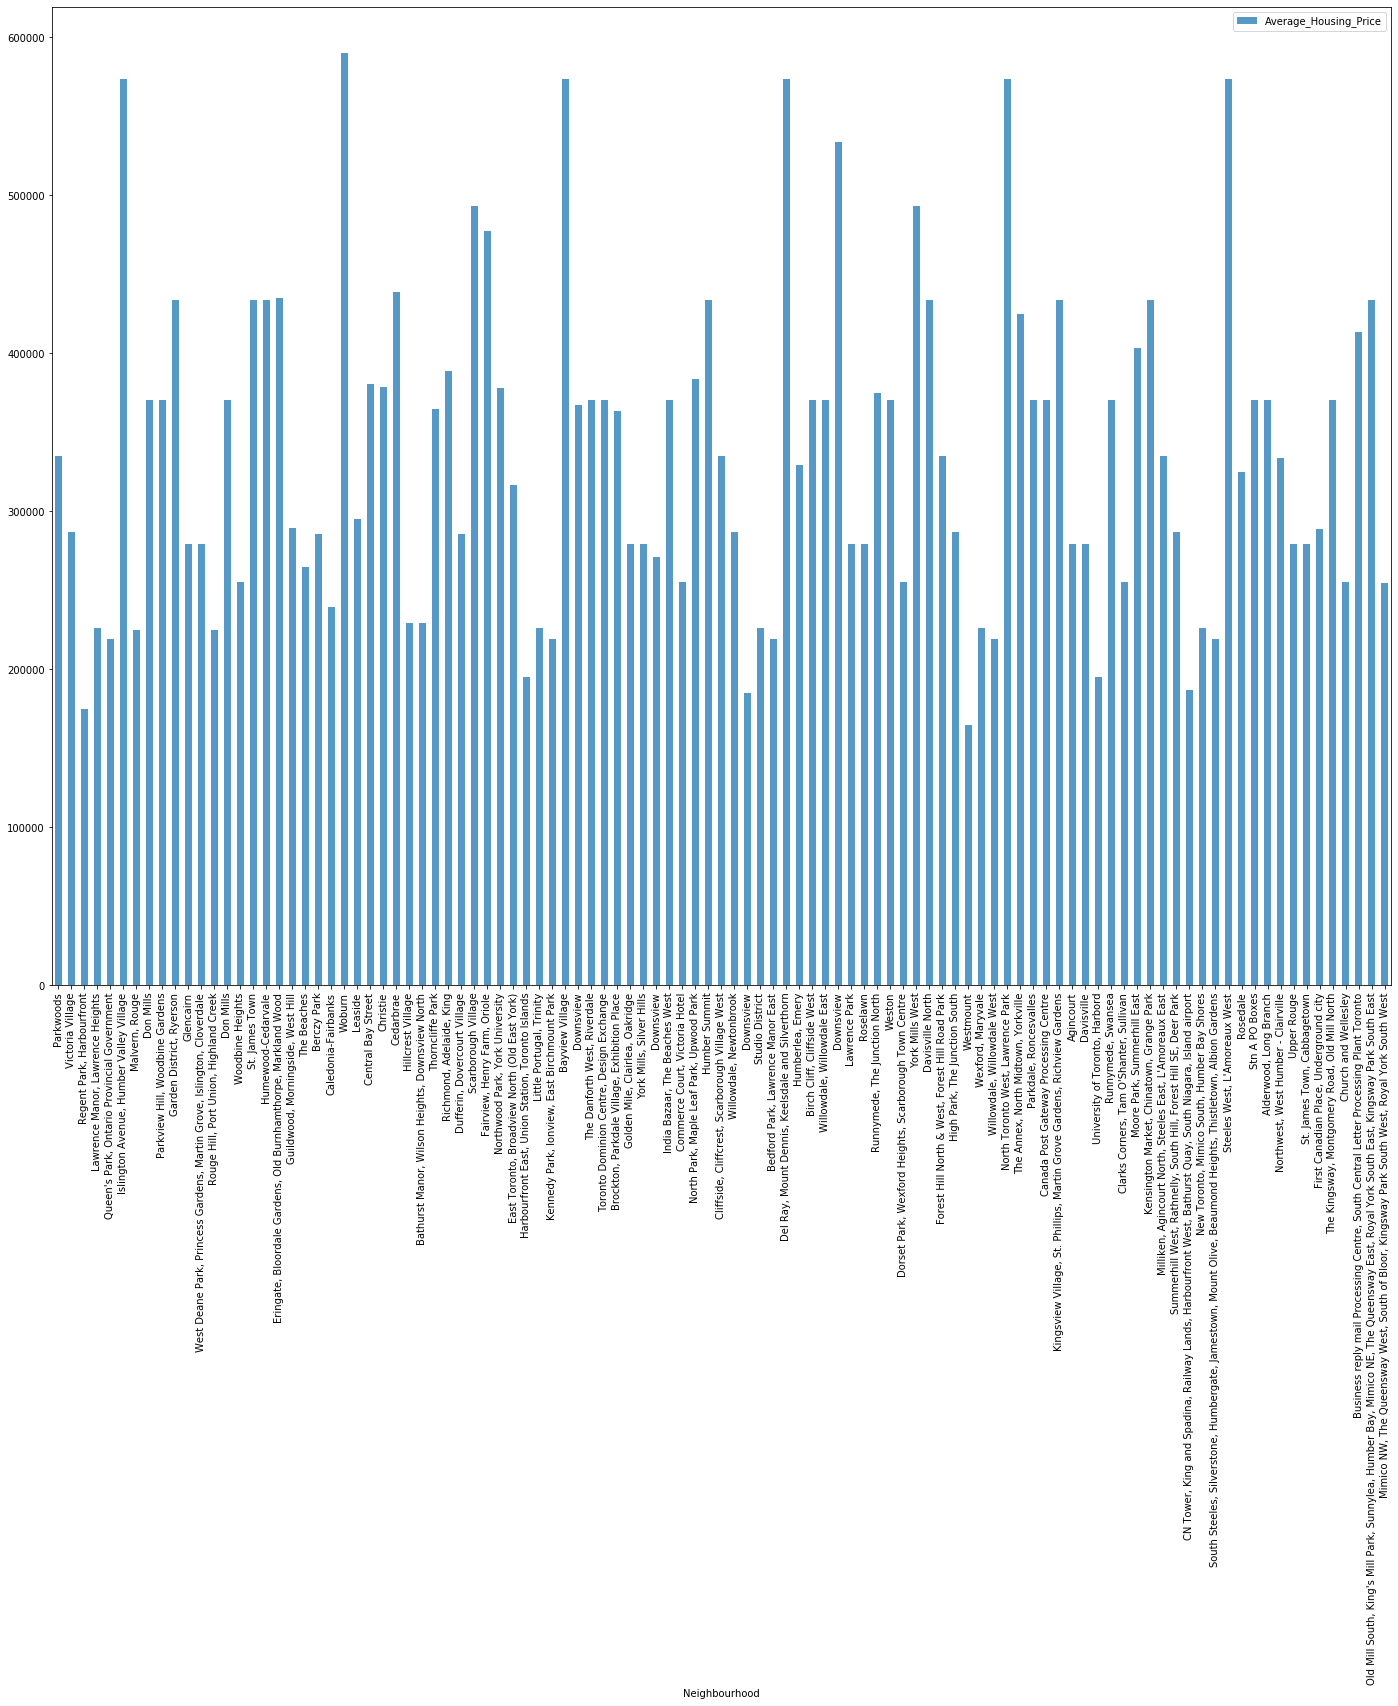 Average_Housing_Price
600000
500000
400000
300000
200000
100000
0
Parkwoods
Victoria Village
Regent Park, Harbourfront
Lawrence Manor, Lawrence Heights
Queen's Park, Ontario Provincial Government
Islington Avenue, Humber Valley Village
Malvern, Rouge
Don Mills
Parkview Hill, Woodbine Gardens
Garden District, Ryerson
Glencairn
West Deane Park, Princess Gardens, Martin Grove, Islington, Cloverdale
Rouge Hill, Port Union, Highland Creek
Don Mills
Woodbine Heights
St. James Town
Humewood-Cedarvale
Eringate, Bloordale Gardens, Old Burnhamthorpe, Markland Wood
Guildwood, Morningside, West Hill
The Beaches
Berczy Park
Caledonia-Fairbanks
Woburn
Leaside
Central Bay Street
Christie
Cedarbrae
Hillcrest Village
Bathurst Manor, Wilson Heights, Downsview North
Thorncliffe Park
Richmond, Adelaide, King
Dufferin, Dovercourt Village
Scarborough Village
Fairview, Henry Farm, Oriole
Northwood Park, York University
East Toronto, Broadview North (Old East York)
Harbourfront East, Union Station, Toronto Islands
Little Portugal, Trinity
Kennedy Park, Ionview, East Birchmount Park
Bayview Village
Downsview
The Danforth West, Riverdale
Toronto Dominion Centre, Design Exchange
Brockton, Parkdale Village, Exhibition Place
Golden Mile, Clairlea, Oakridge
York Mills, Silver Hills
Downsview
India Bazaar, The Beaches West
Commerce Court, Victoria Hotel
North Park, Maple Leaf Park, Upwood Park
Humber Summit
Cliffside, Cliffcrest, Scarborough Village West
Willowdale, Newtonbrook
Downsview
Studio District
Bedford Park, Lawrence Manor East
Del Ray, Mount Dennis, Keelsdale and Silverthorn
Humberlea, Emery
Birch Cliff, Cliffside West
Willowdale, Willowdale East
Downsview
Lawrence Park
Roselawn
Runnymede, The Junction North
Weston
Dorset Park, Wexford Heights, Scarborough Town Centre
York Mills West
Davisville North
Forest Hill North & West, Forest Hill Road Park
High Park, The Junction South
Westmount
Wexford, Maryvale
Willowdale, Willowdale West
North Toronto West, Lawrence Park
The Annex, North Midtown, Yorkville
Parkdale, Roncesvalles
Canada Post Gateway Processing Centre
Kingsview Village, St. Phillips, Martin Grove Gardens, Richview Gardens
Agincourt
Davisville
University of Toronto, Harbord
Runnymede, Swansea
Clarks Corners, Tam O'Shanter, Sullivan
Moore Park, Summerhill East
Kensington Market, Chinatown, Grange Park
Milliken, Agincourt North, Steeles East, L'Amoreaux East
Summerhill West, Rathnelly, South Hill, Forest Hill SE, Deer Park
CN Tower, King and Spadina, Railway Lands, Harbourfront West, Bathurst Quay, South Niagara, Island airport
New Toronto, Mimico South, Humber Bay Shores
South Steeles, Silverstone, Humbergate, Jamestown, Mount Olive, Beaumond Heights, Thistletown, Albion Gardens
Steeles West, L'Amoreaux West
Rosedale
Stn A PO Boxes
Alderwood, Long Branch
Northwest, West Humber - Clairville
Upper Rouge
St. James Town, Cabbagetown
First Canadian Place, Underground city
The Kingsway, Montgomery Road, Old Mill North
Church and Wellesley
Business reply mail Processing Centre, South Central Letter Processing Plant Toronto
Old Mill South, King's Mill Park, Sunnylea, Humber Bay, Mimico NE, The Queensway East, Royal York South East, Kingsway Park South East
Mimico NW, The Queensway West, South of Bloor, Kingsway Park South West, Royal York South West
Neighbourhood